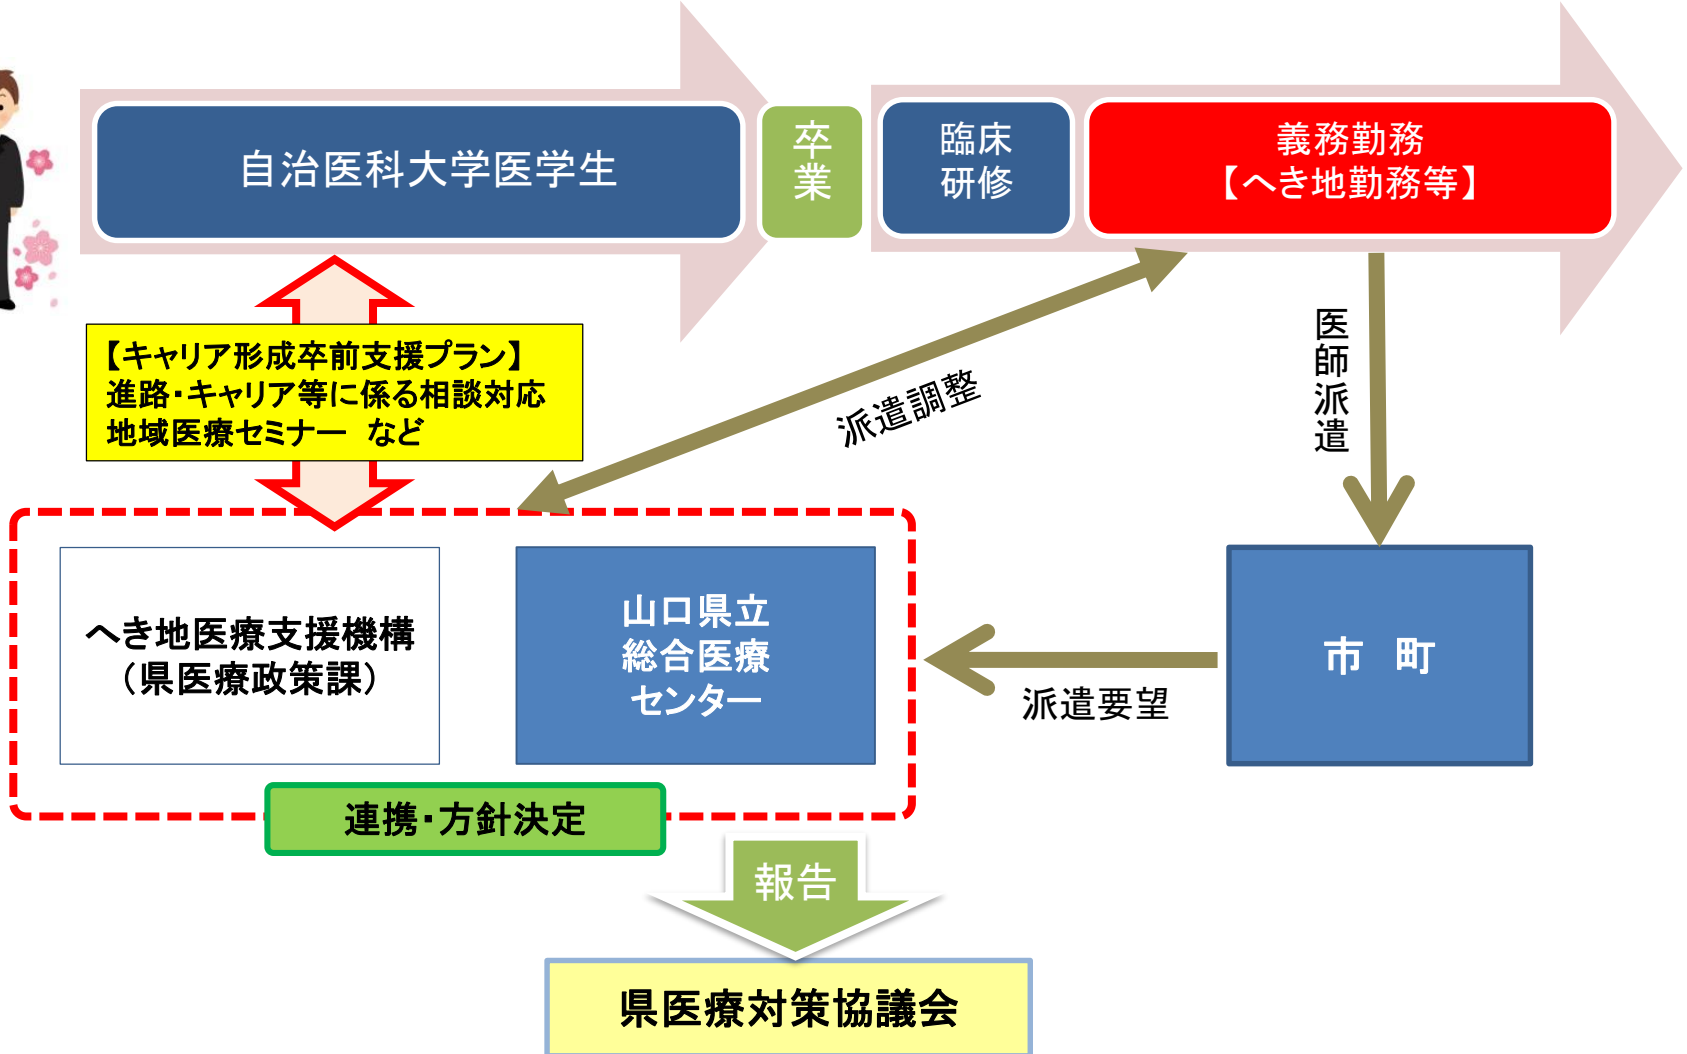 自治医科大学医学生
卒
業
臨床
研修
義務勤務
【へき地勤務等】
【キャリア形成卒前支援プラン】
進路・キャリア等に係る相談対応
地域医療セミナー など
派遣調整
医師派遣
へき地医療支援機構
（県医療政策課）
山口県立
総合医療
センター
市 町
派遣要望
連携・方針決定
報告
県医療対策協議会